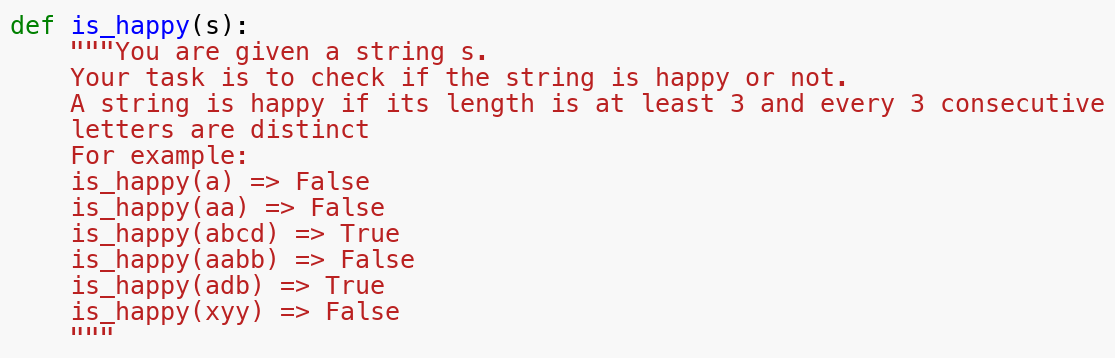 def is_happy(s):
    """You are given a string s.
    Your task is to check if the string is happy or not.
    A string is happy if its length is at least 3 and every 3 consecutive
    letters are distinct
    For example:
    is_happy(a) => False
    is_happy(aa) => False
    is_happy(abcd) => True
    is_happy(aabb) => False
    is_happy(adb) => True
    is_happy(xyy) => False
    """